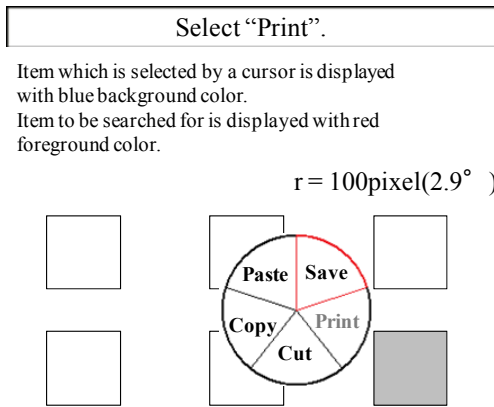 Select “Print”.
Item which is selected by a cursor is displayed
with blue background color.
Item to be searched for is displayed with red
foreground color.
r = 100pixel(2.9° )
Paste Save
Copy Print
Cut